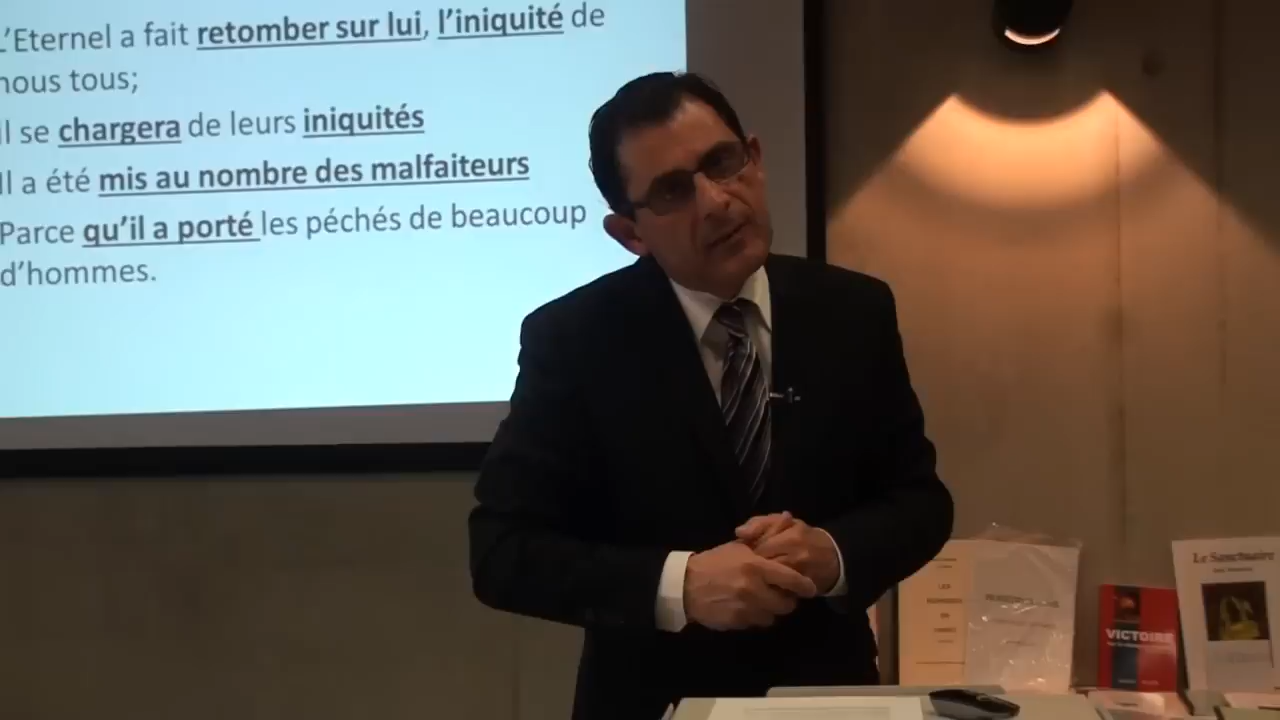 L'Eternel a fait retomber sur lui, l'iniquité de
nous tous;
Il se chargera de leurs iniquités
Il a été mis au nombre des malfaiteurs
Parce qu'il a porté les péchés de beaucoup
d'hommes.
Le Sanctuaire
VICTOIRE